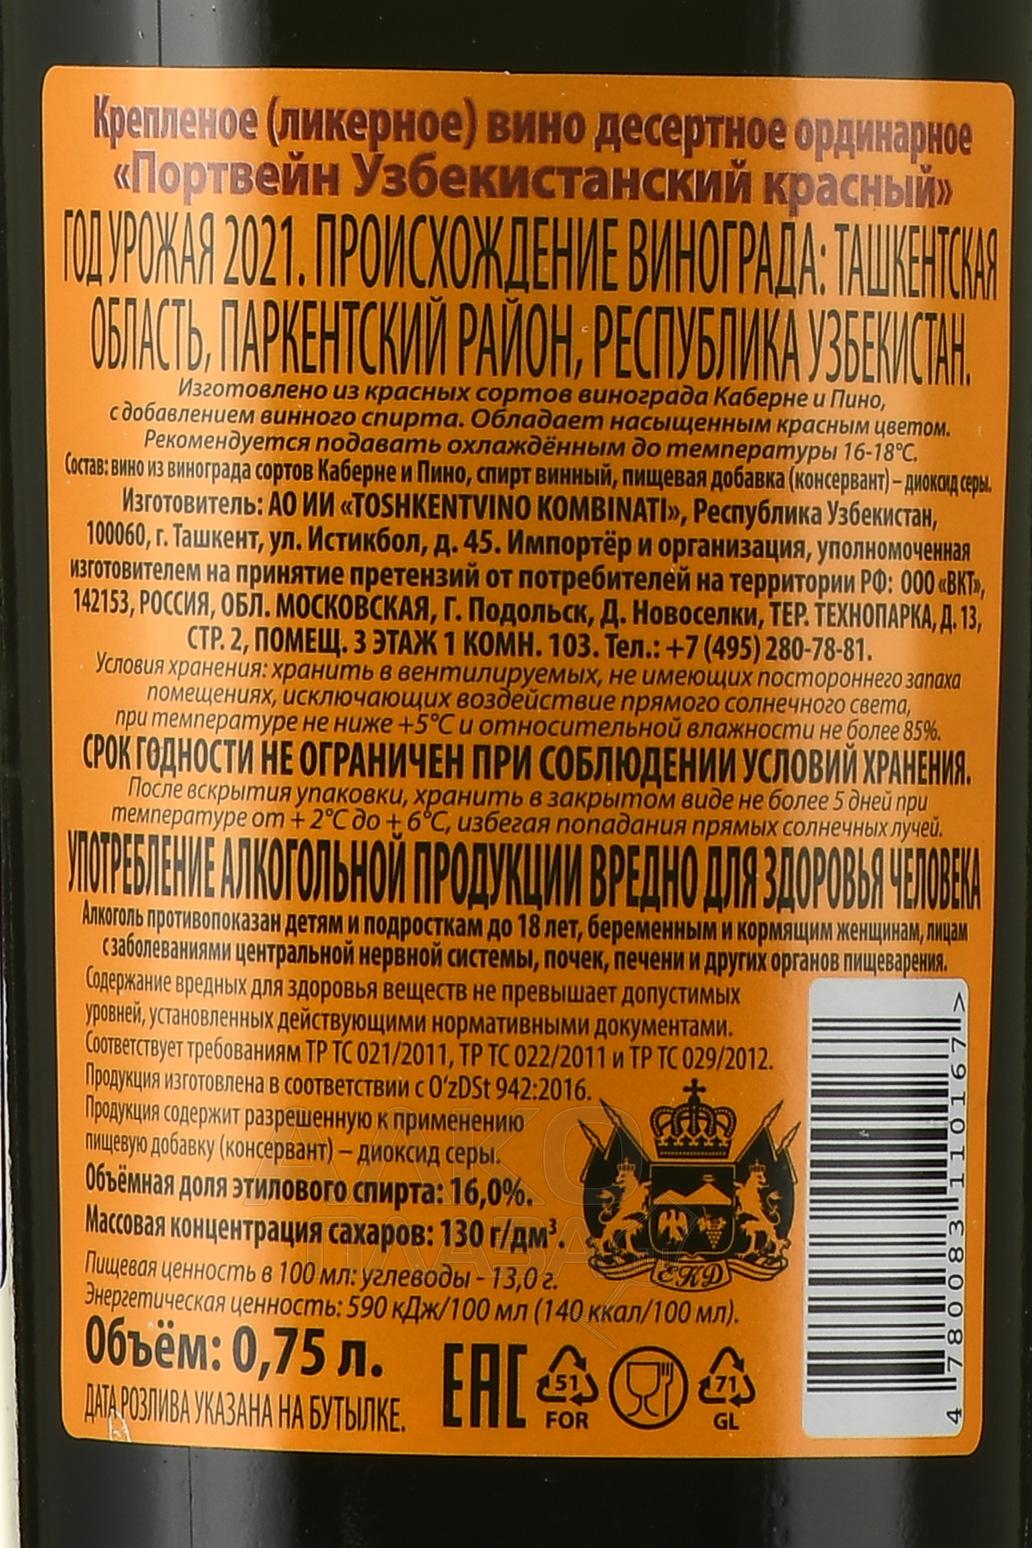 Крепленое (ликерное) вино десертное ординарное
«Портвейн Узбекистанский красный»
ГОД УРОЖАЯ 2021. ПРОИСХОЖДЕНИЕ ВИНОГРАДА: ТАШКЕНТСКАЯ
ОБЛАСТЬ, ПАРКЕНТСКИЙ РАЙОН, РЕСПУБЛИКА УЗБЕКИСТАН.
Изготовлено из красных сортов винограда Каберне и Пино,
с добавлением винного спирта. Обладает насыщенным красным цветом.
Рекомендуется подавать охлаждённым до температуры 16-18°С.
Состав: вино из винограда сортов Каберне и Пино, спирт винный, пищевая добавка (консервант) – диоксид серы.
Изготовитель: АО ИИ «TOSHKENTVINO KOMBINATI», Республика Узбекистан,
100060, г. Ташкент, ул. Истикбол, д. 45. Импортёр и организация, уполномоченная
изготовителем на принятие претензий от потребителей на территории РФ: ООО «ВКТ»,
142153, РОССИЯ, ОБЛ. МОСКОВСКАЯ, Г. Подольск, Д. Новоселки, ТЕР. ТЕХНОПАРКА, Д. 13,
СТР. 2, ПОМЕЩ. 3 ЭТАЖ 1 КОМН. 103. Тел.: +7 (495) 280-78-81.
Условия хранения: хранить в вентилируемых, не имеющих постороннего запаха
помещениях, исключающих воздействие прямого солнечного света,
при температуре не ниже +5°С и относительной влажности не более 85%.
СРОК ГОДНОСТИ НЕ ОГРАНИЧЕН ПРИ СОБЛЮДЕНИИ УСЛОВИЙ ХРАНЕНИЯ.
После вскрытия упаковки, хранить в закрытом виде не более 5 дней при
температуре от + 2°С до + 6°С, избегая попадания прямых солнечных лучей.
УПОТРЕБЛЕНИЕ АЛКОГОЛЬНОЙ ПРОДУКЦИИ ВРЕДНО ДЛЯ ЗДОРОВЬЯ ЧЕЛОВЕКА
Алкоголь противопоказан детям и подросткам до 18 лет, беременным и кормящим женщинам, лицам
с заболеваниями центральной нервной системы, почек, печени и других органов пищеварения.
Содержание вредных для здоровья веществ не превышает допустимых
уровней, установленных действующими нормативными документами.
Соответствует требованиям ТР ТС 021/2011, ТР ТС 022/2011 и ТР ТС 029/2012.
Продукция изготовлена в соответствии с O'zDSt 942:2016.
Продукция содержит разрешенную к применению
пищевую добавку (консервант) – диоксид серы.
Объёмная доля этилового спирта: 16,0%.
Массовая концентрация сахаров: 130 г/дм³.
Пищевая ценность в 100 мл: углеводы - 13,0 г.
Энергетическая ценность: 590 кДж/100 мл (140 ккал/100 мл).
Объём: 0,75 л.
ДАТА РОЗЛИВА УКАЗАНА НА БУТЫЛКЕ.
ЕКД
EAC
51
FOR
71
GL
4 780083 110167 >
АЛКО
ПЛАЗА